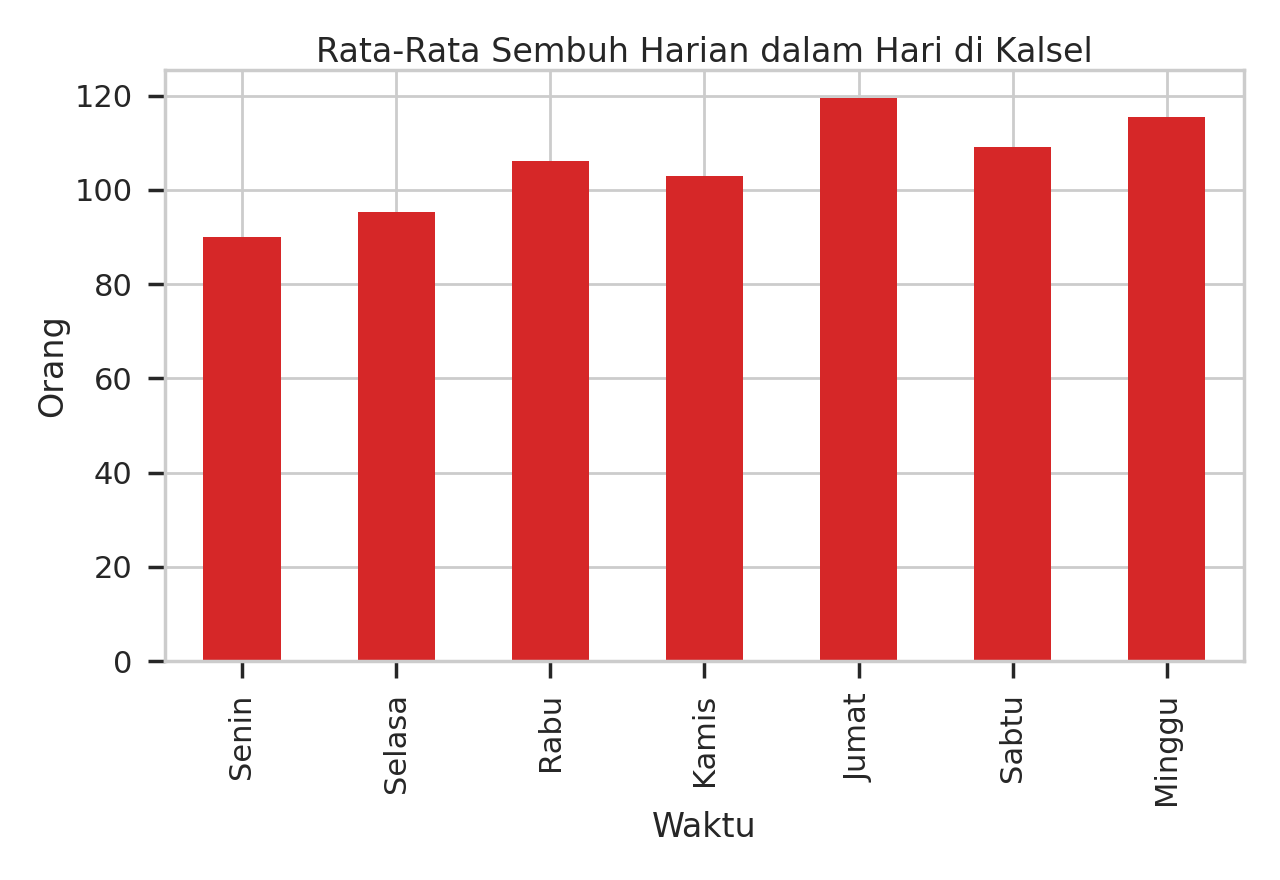 Rata-Rata Sembuh Harian dalam Hari di Kalsel
120
100
80
60
40
20
0
Orang
Senin
Selasa
Rabu
Kamis
Jumat
Sabtu
Minggu
Waktu